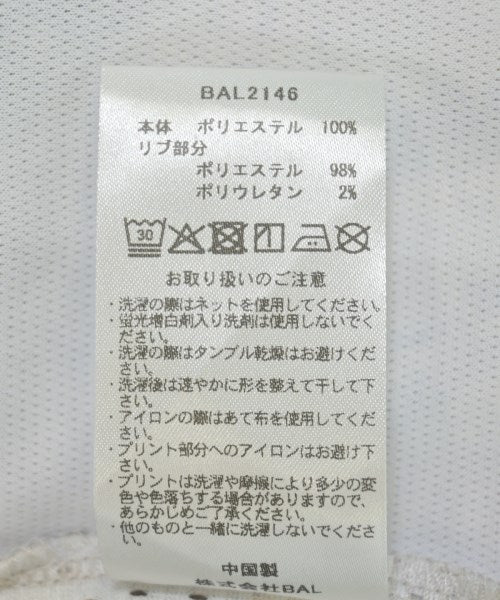 BAL2146
本体 ポリエステル 100%
リブ部分
ポリエステル 98%
ポリウレタン 2%
30
お取り扱いのご注意
・洗濯の際はネットを使用してください。
・蛍光増白剤入り洗剤は使用しないでく
ださい。
・洗濯の際はタンブル乾燥はお避けくだ
さい。
・洗濯後は速やかに形を整えて干して下
さい。
・アイロンの際はあて布を使用して下さ
い。
・プリント部分へのアイロンはお避け下
さい。
・プリントは洗濯や摩擦により多少の変
色や色落ちする場合がありますので、
あらかじめご了承ください。
・他のものと一緒に洗濯しないでくださ
い。
中国製
株式会社BAL